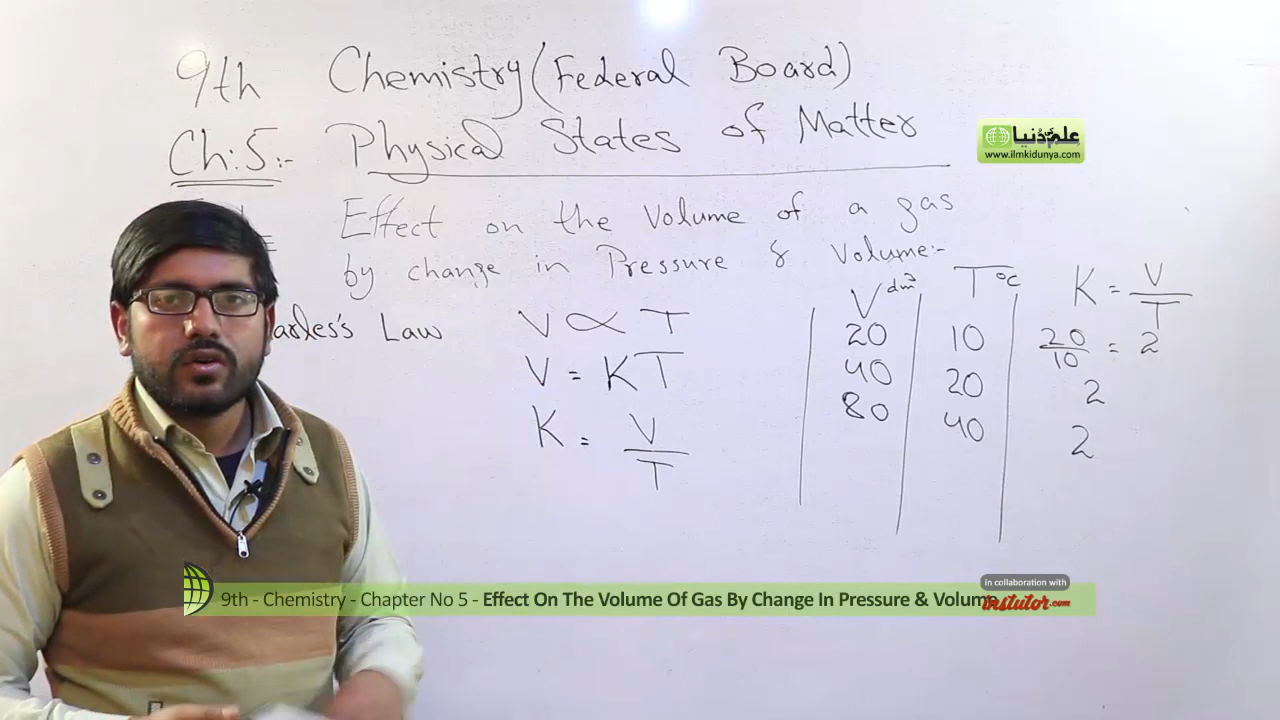 9th Chemistry (Federal Board)
Ch:5:- Physical States of Matter
علم کی دنیا
www.ilmkidunya.com
Effect on the Volume of a gas
by change in Pressure & Volume:-
arles's Law
V ∝ T
V = KT
K = V/T
V dm³ | T °C | K = V/T
20 | 10 | 20/10 = 2
40 | 20 | 2
80 | 40 | 2
In collaboration with
instutor.com
9th - Chemistry - Chapter No 5 - Effect On The Volume Of Gas By Change In Pressure & Volume